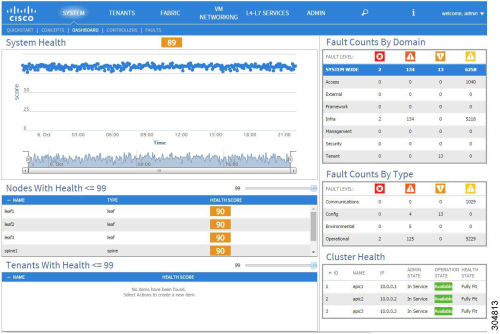 CISCO
SYSTEM TENANTS FABRIC VM NETWORKING L4-L7 SERVICES ADMIN i welcome, admin
QUICKSTART | CONCEPTS | DASHBOARD | CONTROLLERS | FAULTS
System Health 89
score
50
25
0
6. Oct 03:00 06:00 09:00 12:00 15:00 18:00 21:00
Time
Nodes With Health <= 99 99
NAME TYPE HEALTH SCORE
leaf1 leaf 90
leaf2 leaf 90
leaf3 leaf 90
spine1 spine 90
Tenants With Health <= 99 99
NAME HEALTH SCORE
No items have been found.
Select Actions to create a new item.
Fault Counts By Domain
FAULT LEVEL:
SYSTEM WIDE 2 134 13 6258
Access 0 0 0 1040
External 0 0 0 0
Framework 0 0 0 0
Infra 2 134 0 5218
Management 0 0 0 0
Security 0 0 0 0
Tenant 0 0 13 0
Fault Counts By Type
FAULT LEVEL:
Communications 0 0 0 1029
Config 0 4 13 0
Environmental 0 5 0 0
Operational 2 125 0 5229
Cluster Health
ID NAME IP ADMIN STATE OPERATION STATE HEALTH STATE
1 apic1 10.0.0.1 In Service Available Fully Fit
2 apic2 10.0.0.2 In Service Available Fully Fit
3 apic3 10.0.0.3 In Service Available Fully Fit
304613